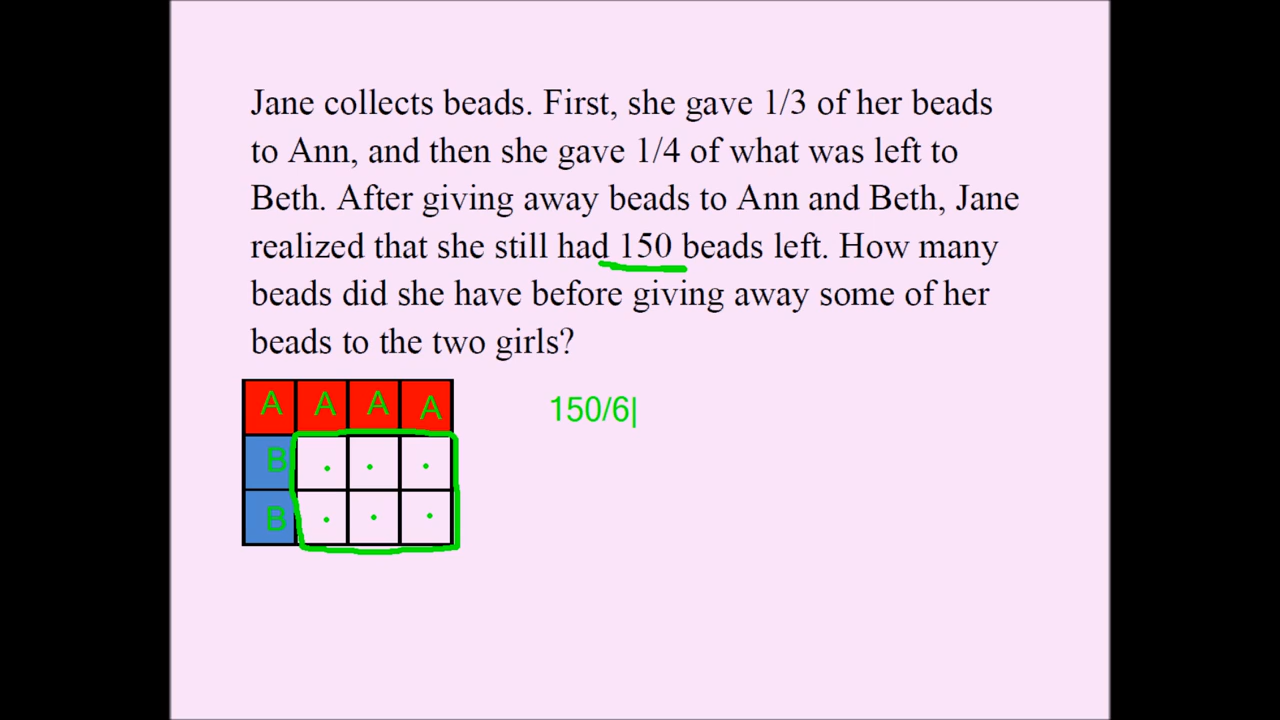 Jane collects beads. First, she gave 1/3 of her beads
to Ann, and then she gave 1/4 of what was left to
Beth. After giving away beads to Ann and Beth, Jane
realized that she still had 150 beads left. How many
beads did she have before giving away some of her
beads to the two girls?
A A A A
150/6
B
B